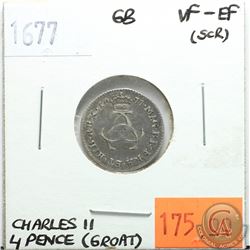 1677
GB
VF-EF
(SCR)
CHARLES II
4 PENCE (GROAT)
175